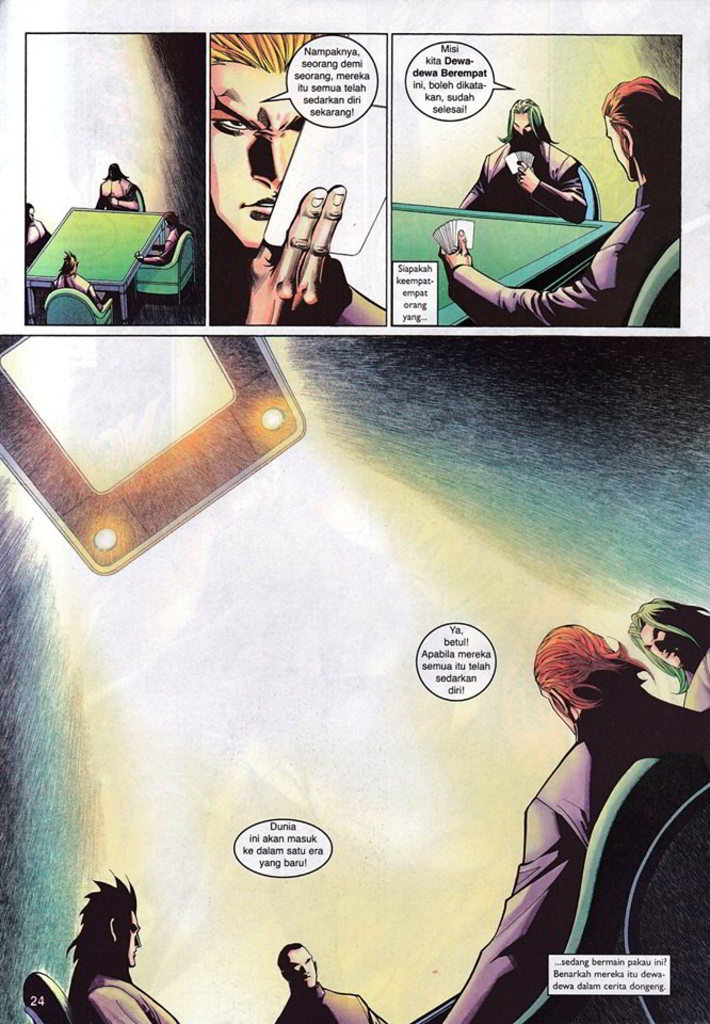 Nampaknya,
seorang demi
seorang, mereka
itu semua telah
sedarkan diri
sekarang!
Misi
kita Dewa-
dewa Berempat
ini, boleh dikata-
kan, sudah
selesai!
Siapakah
keempat-
empat
orang
yang...
Ya,
betul!
Apabila mereka
semua itu telah
sedarkan
diri!
Dunia
ini akan masuk
ke dalam satu era
yang baru!
...sedang bermain pakau ini?
Benarkah mereka itu dewa-
dewa dalam cerita dongeng.
24